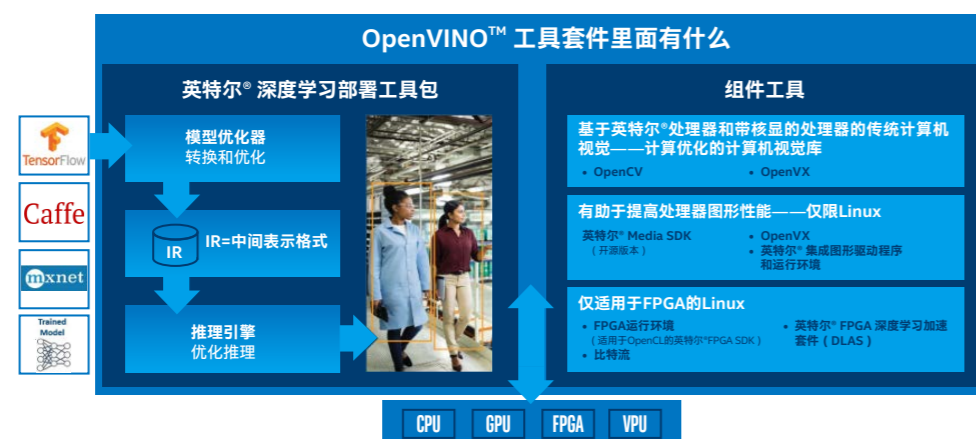 OpenVINO™ 工具套件里面有什么
英特尔® 深度学习部署工具包
TensorFlow
Caffe
mxnet
Trained
Model
模型优化器
转换和优化
IR
IR=中间表示格式
推理引擎
优化推理
组件工具
基于英特尔®处理器和带核显的处理器的传统计算机
视觉——计算优化的计算机视觉库
• OpenCV
• OpenVX
有助于提高处理器图形性能——仅限Linux
英特尔® Media SDK
（开源版本）
• OpenVX
• 英特尔® 集成图形驱动程序
和运行环境
仅适用于FPGA的Linux
• FPGA运行环境
（适用于OpenCL的英特尔®FPGA SDK）
• 比特流
• 英特尔® FPGA 深度学习加速
套件（DLAS）
CPU
GPU
FPGA
VPU